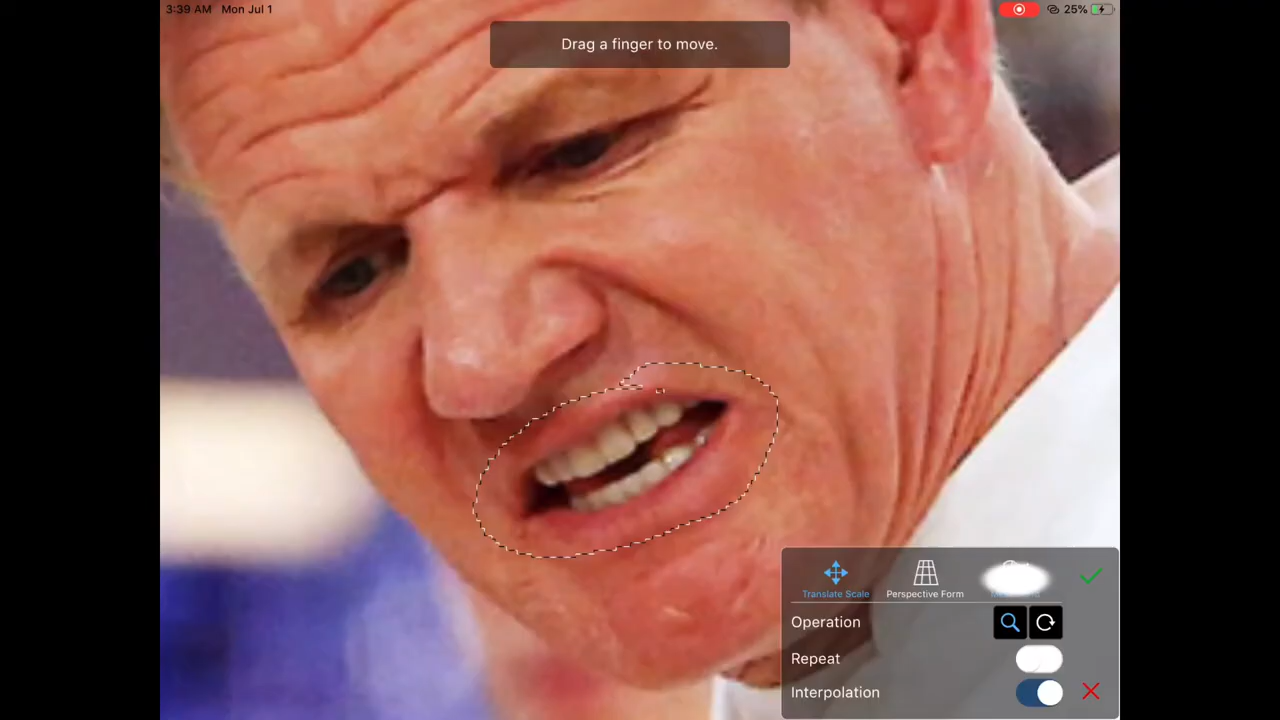 3:39 AM Mon Jul 1
25%
Drag a finger to move.
Translate Scale
Perspective Form
Operation
Repeat
Interpolation